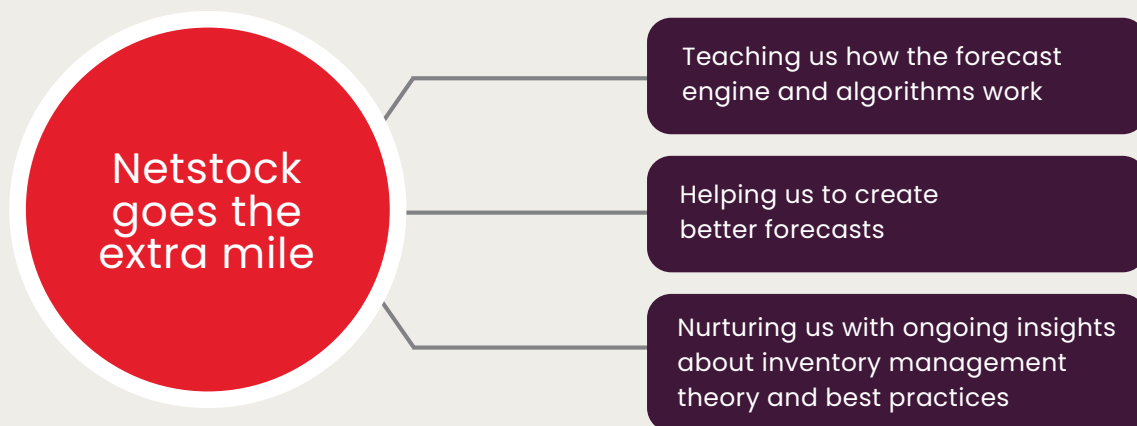 Netstock
goes the
extra mile
Teaching us how the forecast
engine and algorithms work
Helping us to create
better forecasts
Nurturing us with ongoing insights
about inventory management
theory and best practices